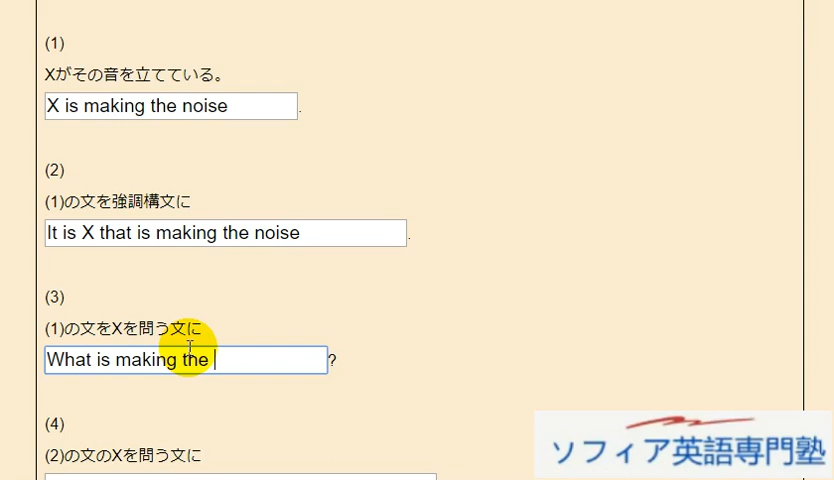 (1)
Xがその音を立てている。
X is making the noise.
(2)
(1)の文を強調構文に
It is X that is making the noise.
(3)
(1)の文をXを問う文に
What is making the ?
(4)
(2)の文のXを問う文に
ソフィア英語専門塾